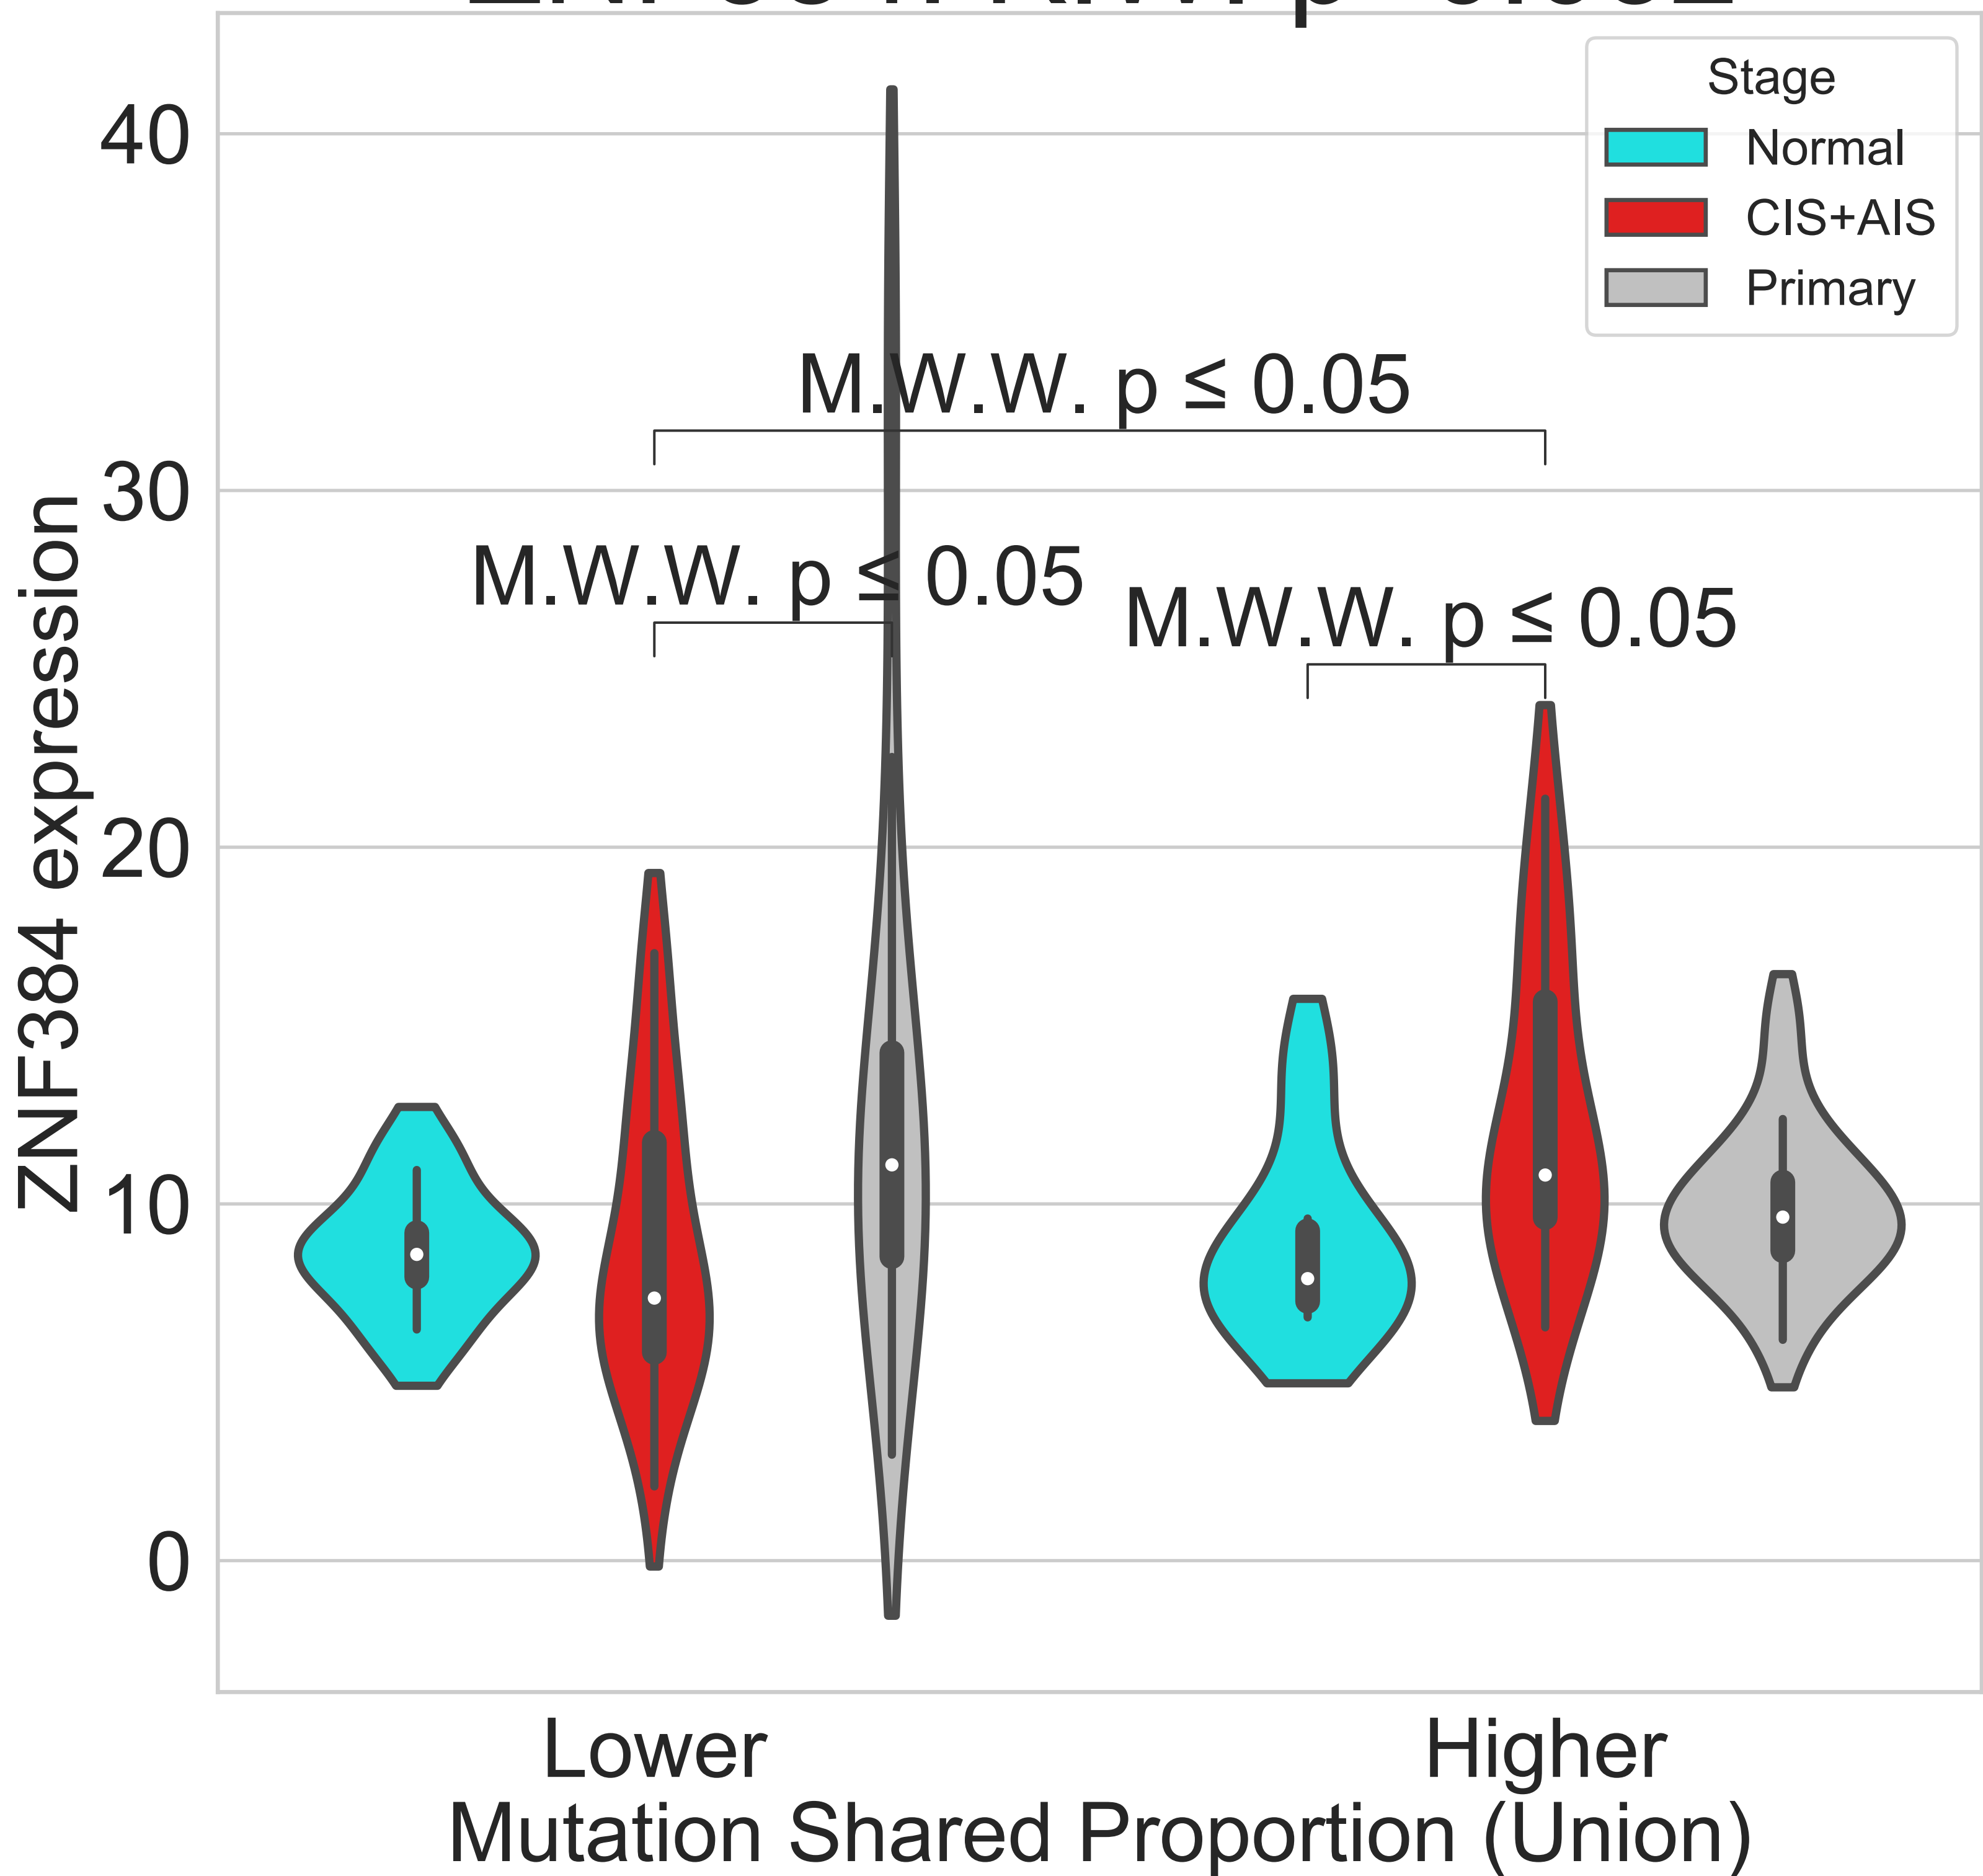 Stage
Normal
CIS+AIS
Primary
40
30
20
10
0
ZNF384 expression
M.W.W. p ≤ 0.05
M.W.W. p ≤ 0.05
M.W.W. p ≤ 0.05
Lower
Higher
Mutation Shared Proportion (Union)